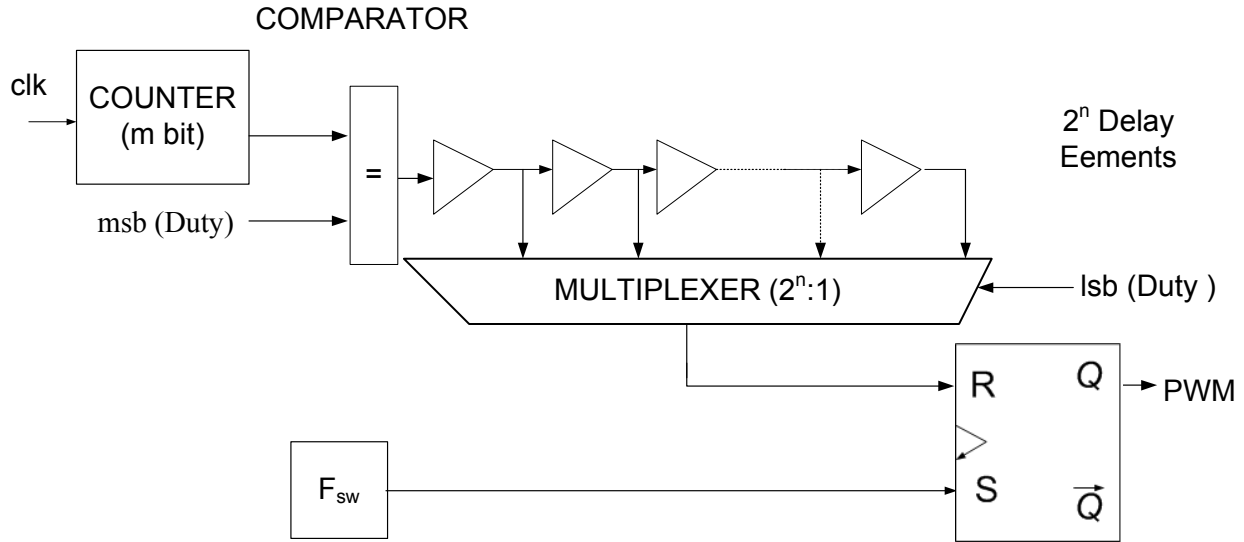 COMPARATOR
clk
COUNTER
(m bit)
=
msb (Duty)
2ⁿ Delay
Eements
MULTIPLEXER (2ⁿ:1)
lsb (Duty )
R
Q
PWM
F_sw
S
Q